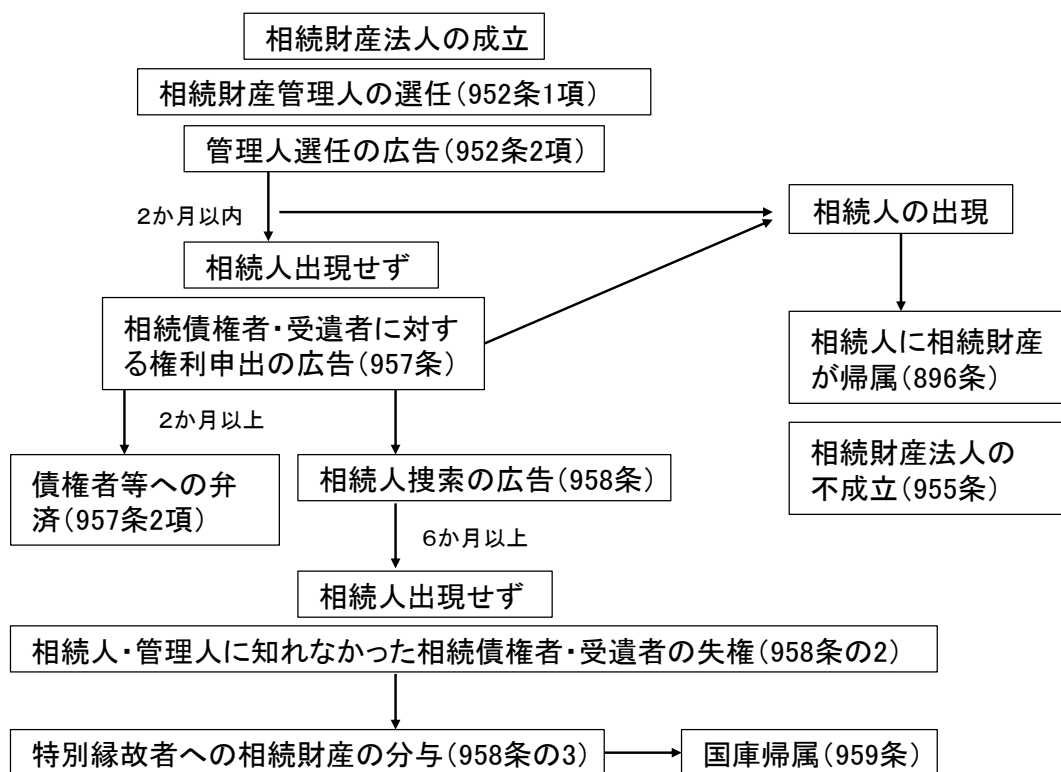 相続財産法人の成立
相続財産管理人の選任(952条1項)
管理人選任の広告(952条2項)
2か月以内
相続人の出現
相続人出現せず
相続債権者・受遺者に対す
る権利申出の広告(957条)
相続人に相続財産
が帰属(896条)
2か月以上
相続財産法人の
不成立(955条)
債権者等への弁
済(957条2項)
相続人捜索の広告(958条)
6か月以上
相続人出現せず
相続人・管理人に知れなかった相続債権者・受遺者の失権(958条の2)
特別縁故者への相続財産の分与(958条の3)
国庫帰属(959条)